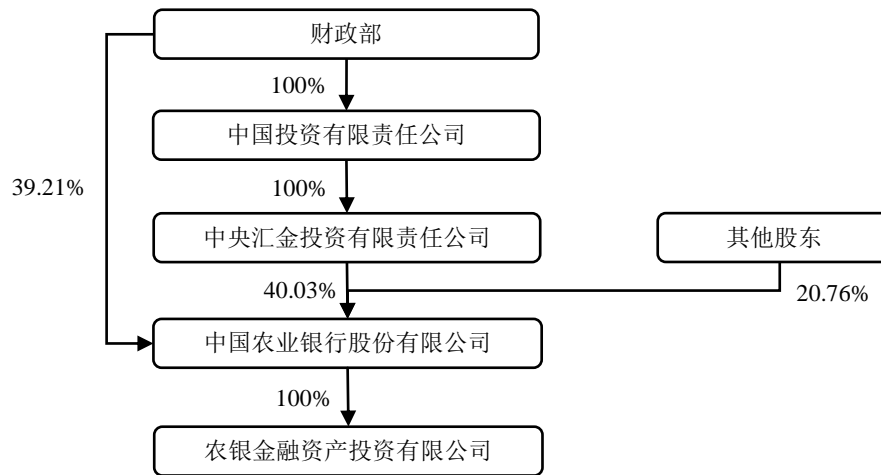 财政部
100%
中国投资有限责任公司
39.21%
100%
中央汇金投资有限责任公司
其他股东
40.03%
20.76%
中国农业银行股份有限公司
100%
农银金融资产投资有限公司